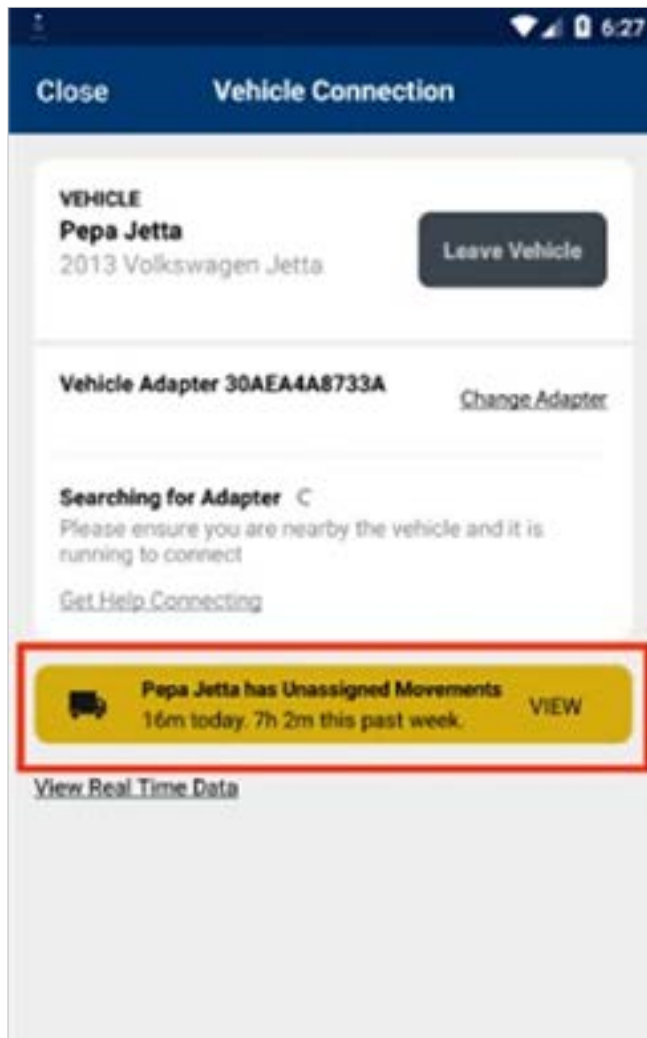 6:27
Close Vehicle Connection
VEHICLE
Pepa Jetta
2013 Volkswagen Jetta
Leave Vehicle
Vehicle Adapter 30AEA4A8733A
Change Adapter
Searching for Adapter
Please ensure you are nearby the vehicle and it is
running to connect
Get Help Connecting
Pepa Jetta has Unassigned Movements
16m today. 7h 2m this past week.
VIEW
View Real Time Data